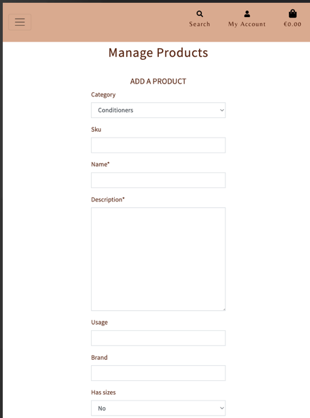 Search
My Account
€0.00
Manage Products
ADD A PRODUCT
Category
Conditioners
Sku
Name*
Description*
Usage
Brand
Has sizes
No